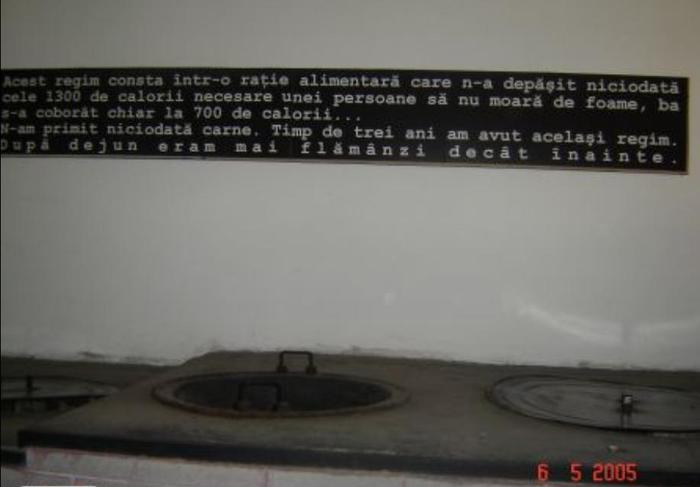 Acest regim consta într-o rație alimentară care n-a depășit niciodată
cele 1300 de calorii necesare unei persoane să nu moară de foame, ba
s-a coborât chiar la 700 de calorii...
N-am primit niciodată carne. Timp de trei ani am avut același regim.
După dejun eram mai flămânzi decât înainte.
6 5 2005